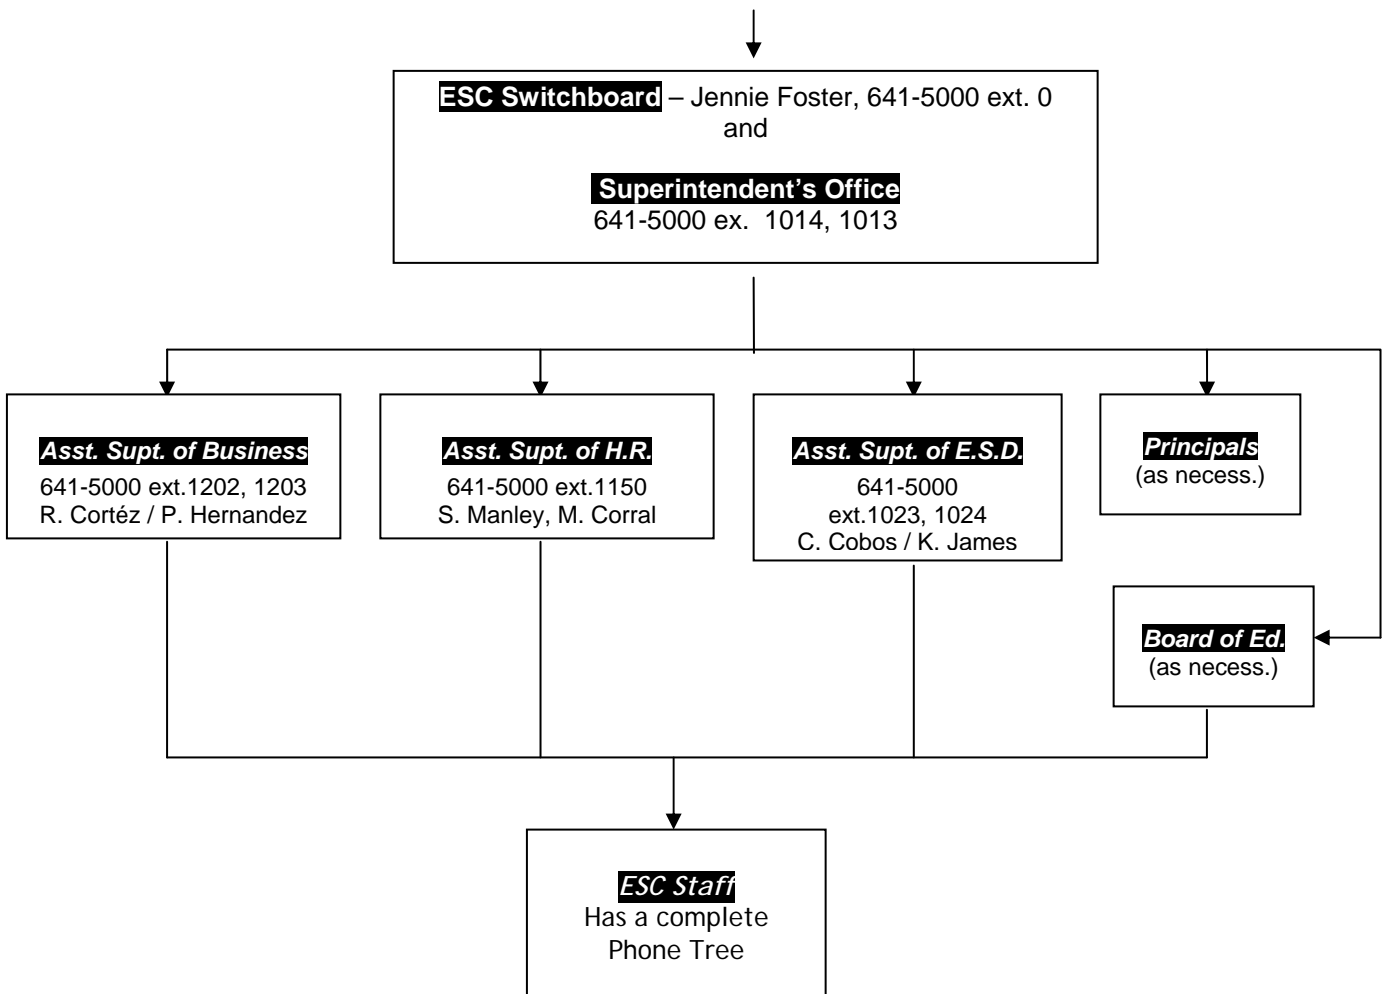 ESC Switchboard – Jennie Foster, 641-5000 ext. 0
and
Superintendent’s Office
641-5000 ex. 1014, 1013
Asst. Supt. of Business
641-5000 ext.1202, 1203
R. Cortéz / P. Hernandez
Asst. Supt. of H.R.
641-5000 ext.1150
S. Manley, M. Corral
Asst. Supt. of E.S.D.
641-5000
ext.1023, 1024
C. Cobos / K. James
Principals
(as necess.)
Board of Ed.
(as necess.)
ESC Staff
Has a complete
Phone Tree